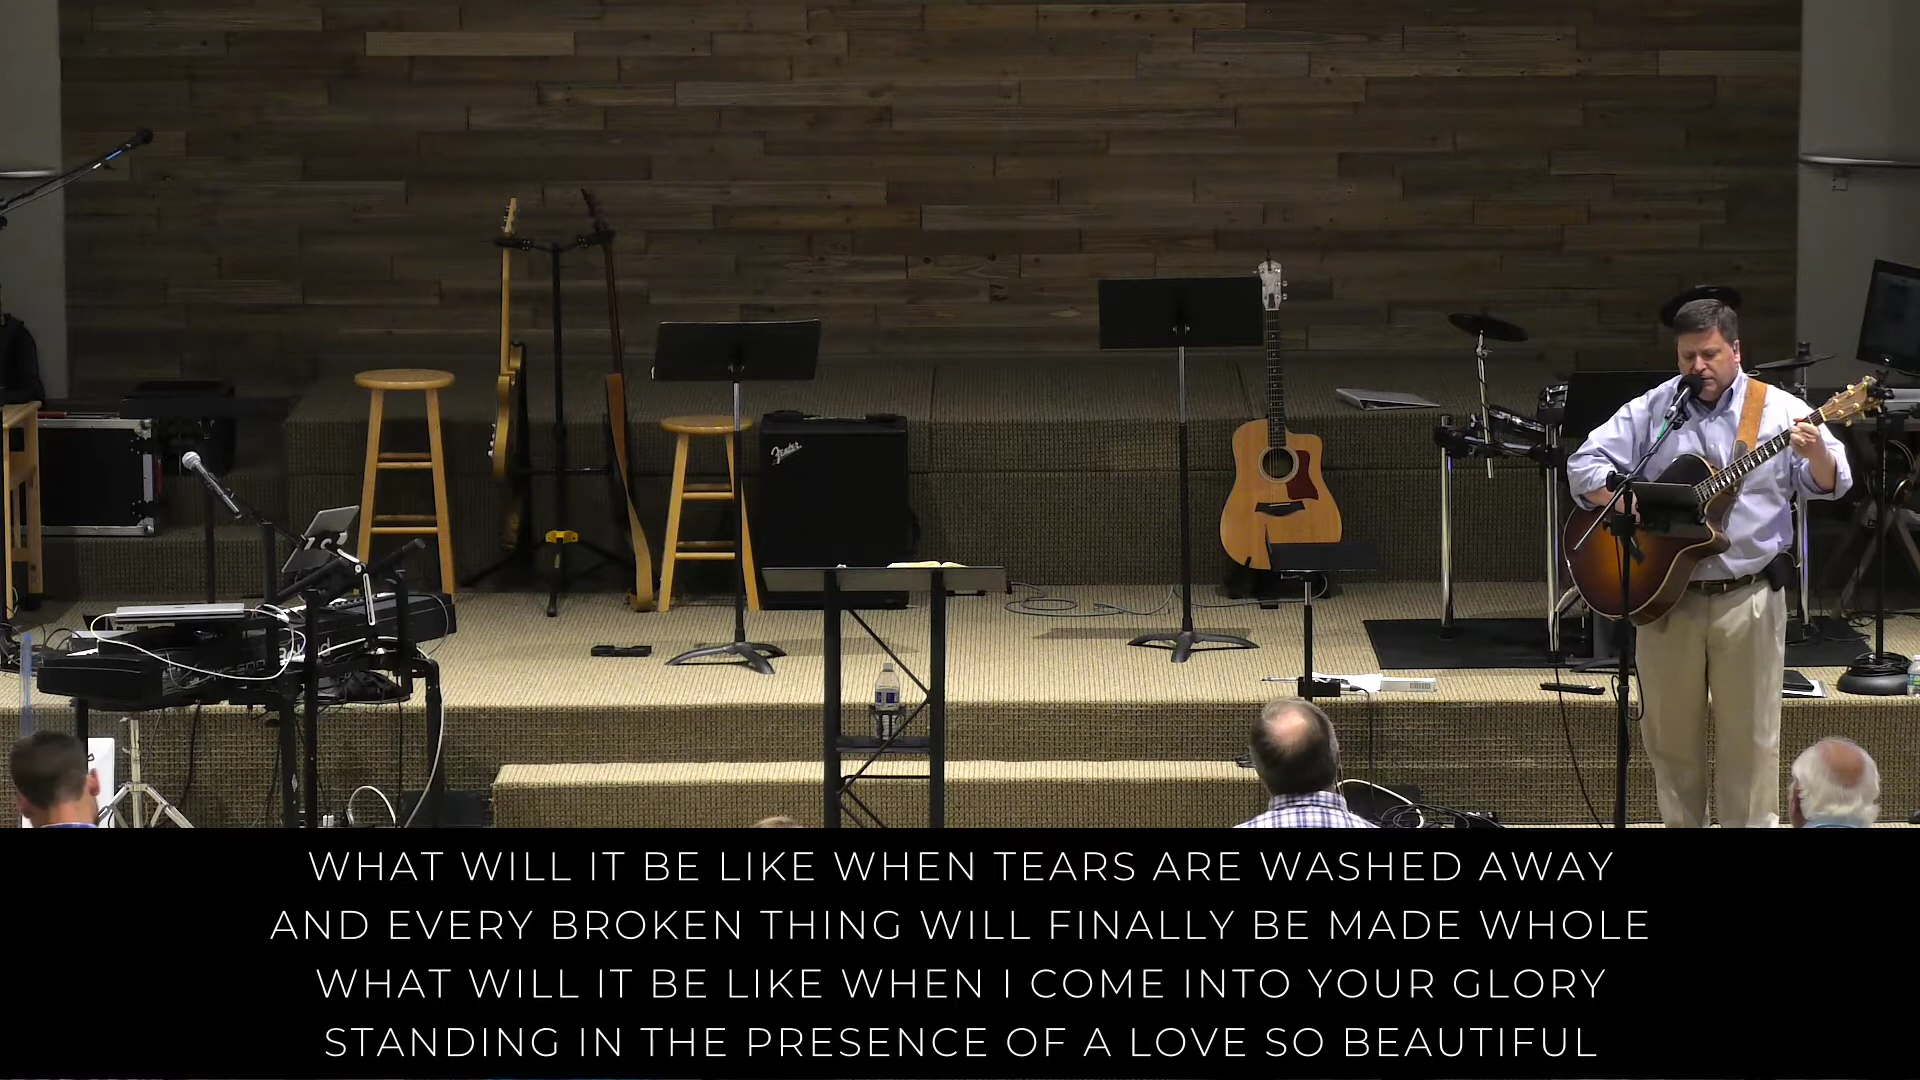 Fender
WHAT WILL IT BE LIKE WHEN TEARS ARE WASHED AWAY
AND EVERY BROKEN THING WILL FINALLY BE MADE WHOLE
WHAT WILL IT BE LIKE WHEN I COME INTO YOUR GLORY
STANDING IN THE PRESENCE OF A LOVE SO BEAUTIFUL